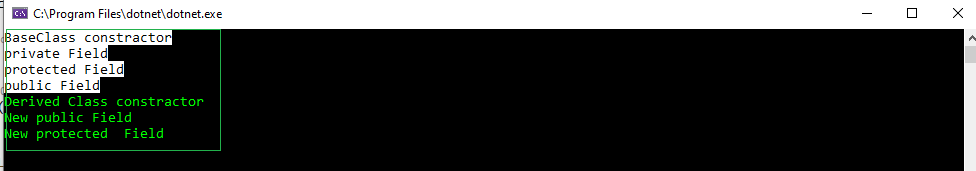 C:\Program Files\dotnet\dotnet.exe
BaseClass constractor
private Field
protected Field
public Field
Derived Class constractor
New public Field
New protected  Field